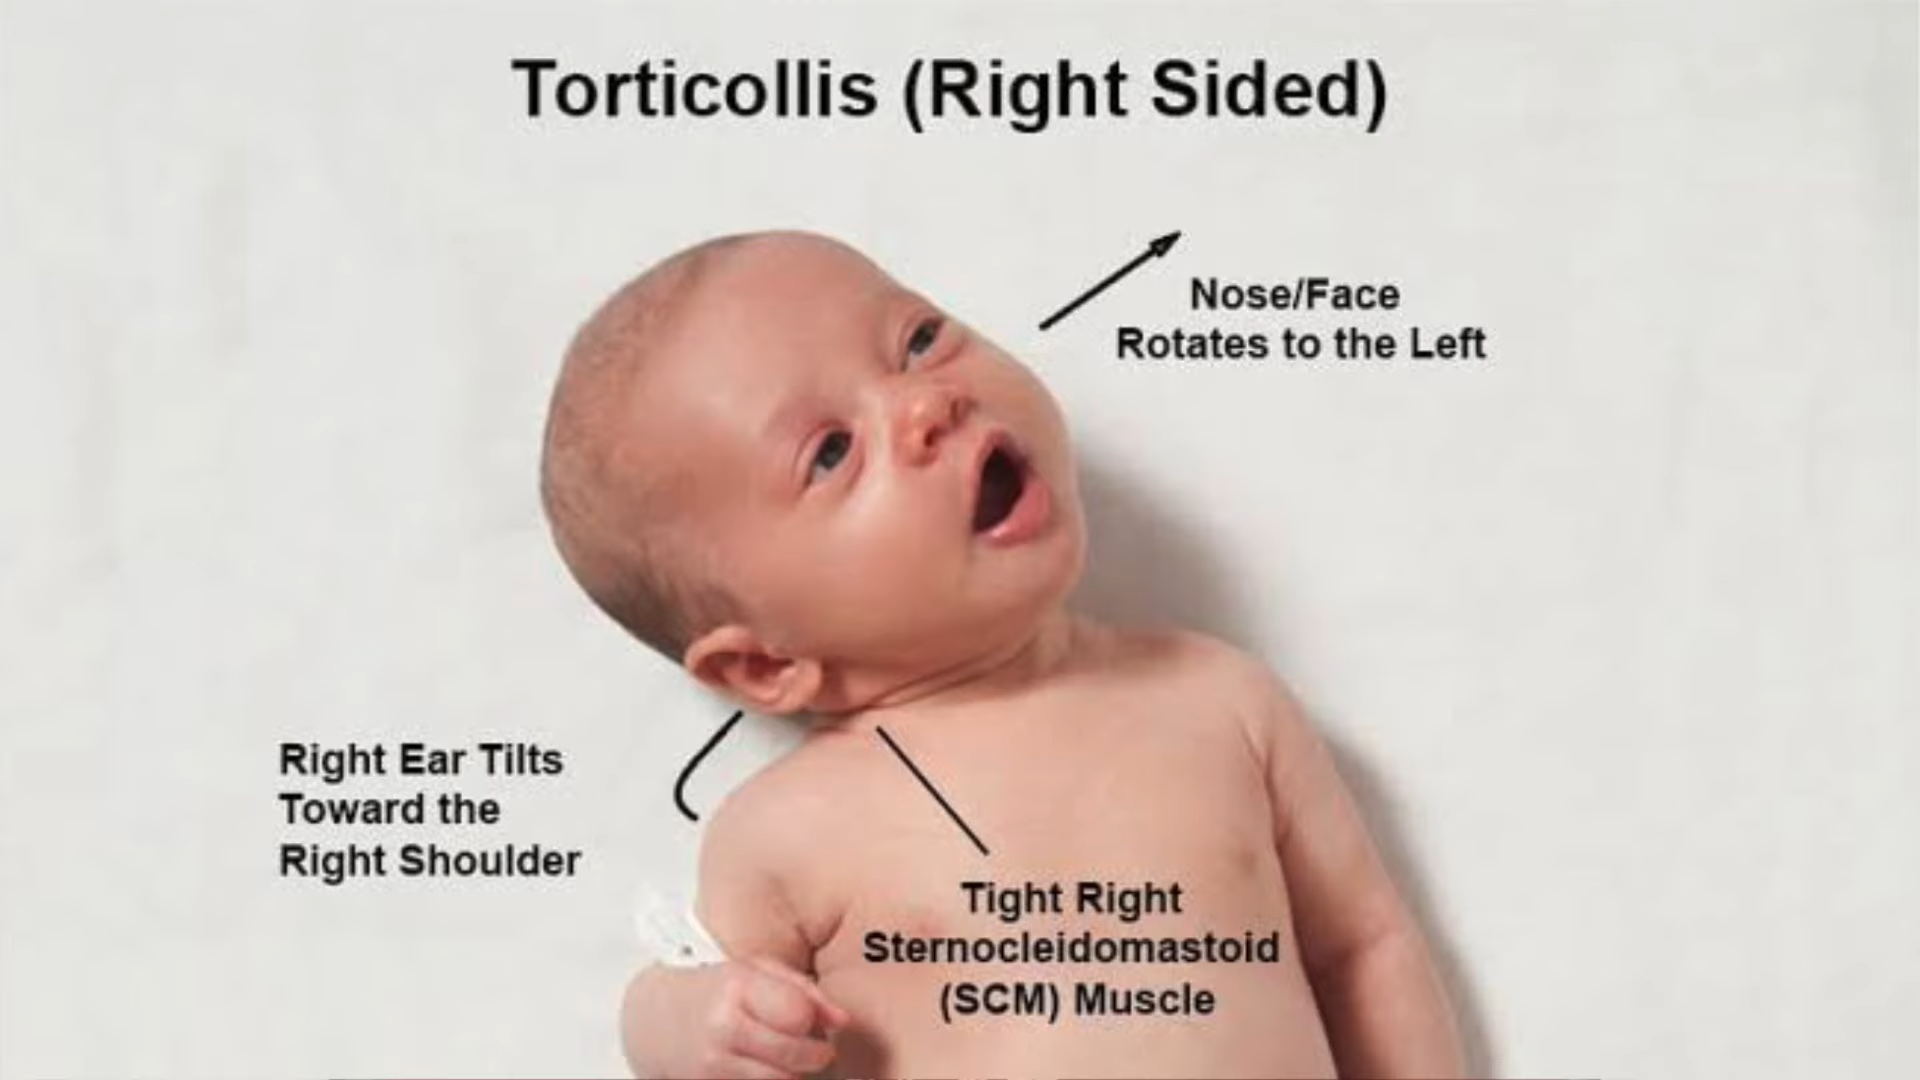 Torticollis (Right Sided)
Nose/Face
Rotates to the Left
Right Ear Tilts
Toward the
Right Shoulder
Tight Right
Sternocleidomastoid
(SCM) Muscle